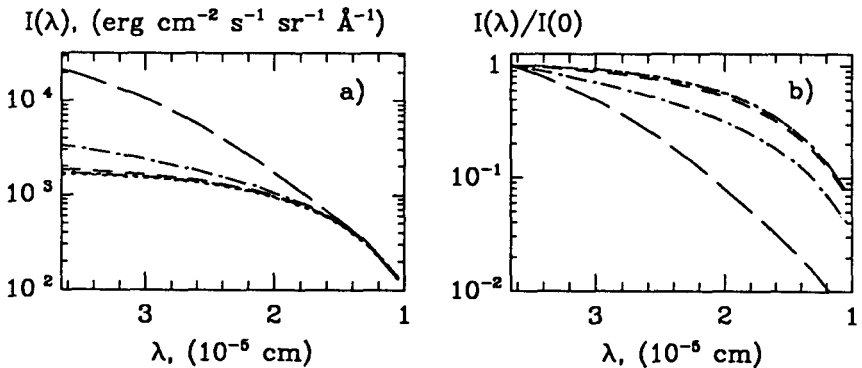 I(λ), (erg cm⁻² s⁻¹ sr⁻¹ Å⁻¹)
10⁴
10³
10²
a)
3 2 1
λ, (10⁻⁵ cm)
I(λ)/I(0)
1
10⁻¹
10⁻²
b)
3 2 1
λ, (10⁻⁵ cm)